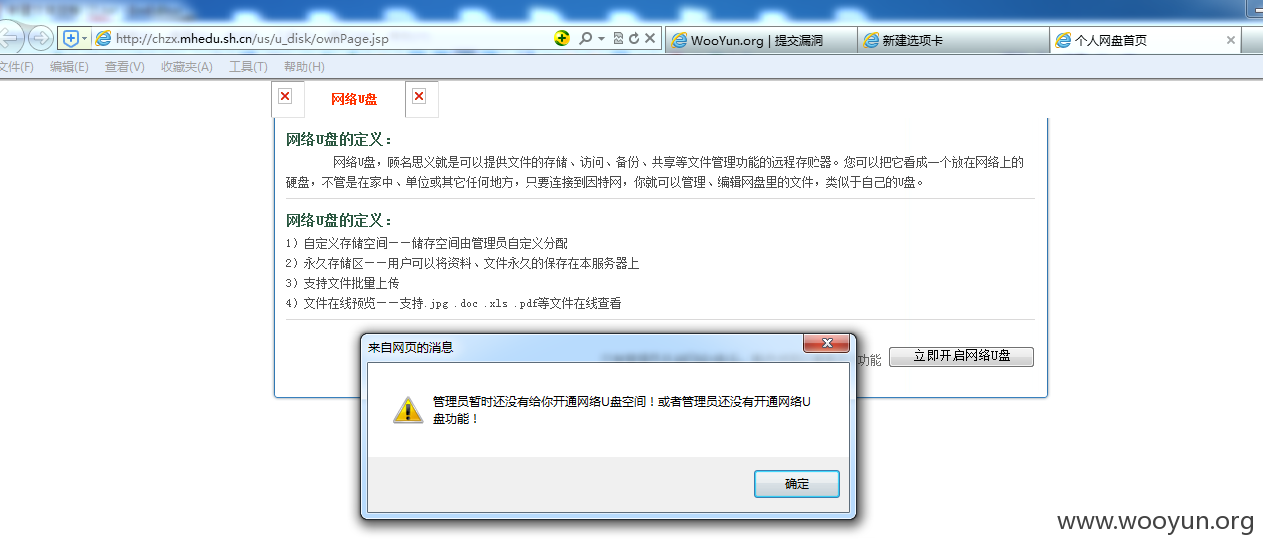 http://chzx.mhedu.sh.cn/us/u_disk/ownPage.jsp
WooYun.org | 提交漏洞
新建选项卡
个人网盘首页
文件(F) 编辑(E) 查看(V) 收藏夹(A) 工具(T) 帮助(H)
网络U盘
网络U盘的定义：
网络U盘，顾名思义就是可以提供文件的存储、访问、备份、共享等文件管理功能的远程存贮器。您可以把它看成一个放在网络上的
硬盘，不管是在家中、单位或其它任何地方，只要连接到因特网，你就可以管理、编辑网盘里的文件，类似于自己的U盘。
网络U盘的定义：
1）自定义存储空间——储存空间由管理员自定义分配
2）永久存储区——用户可以将资料、文件永久的保存在本服务器上
3）支持文件批量上传
4）文件在线预览——支持.jpg .doc .xls .pdf等文件在线查看
功能 立即开启网络U盘
来自网页的消息
管理员暂时还没有给你开通网络U盘空间！或者管理员还没有开通网络U
盘功能！
确定
www.wooyun.org